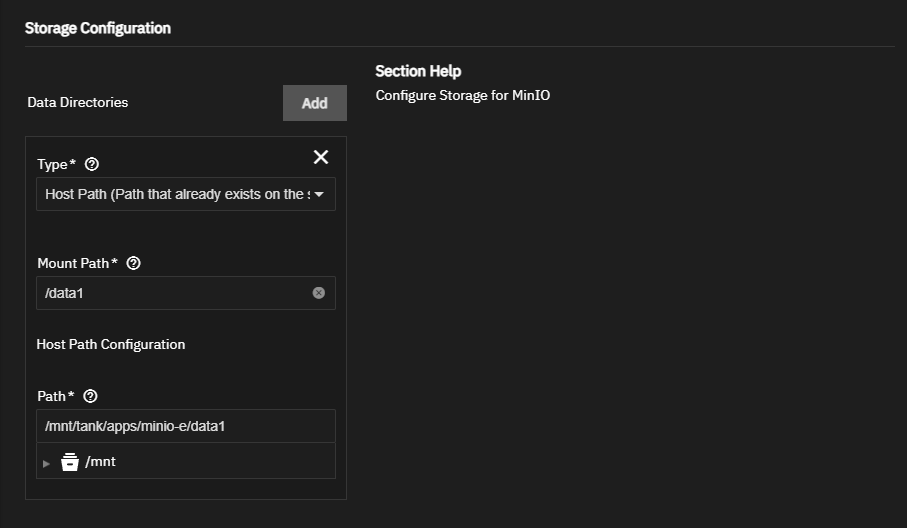 Storage Configuration
Section Help
Configure Storage for MinIO
Data Directories
Add
Type*
Host Path (Path that already exists on the
Mount Path*
/data1
Host Path Configuration
Path*
/mnt/tank/apps/minio-e/data1
/mnt